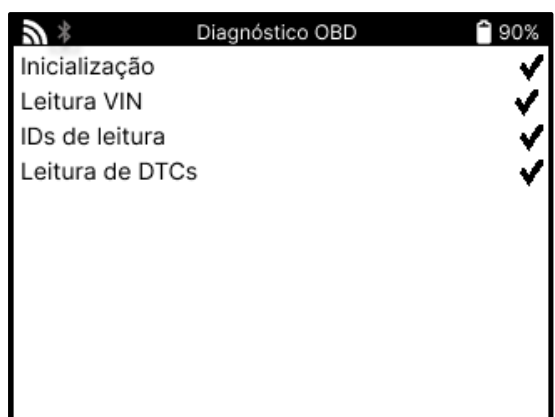 Diagnóstico OBD 90%
Inicialização
Leitura VIN
IDs de leitura
Leitura de DTCs